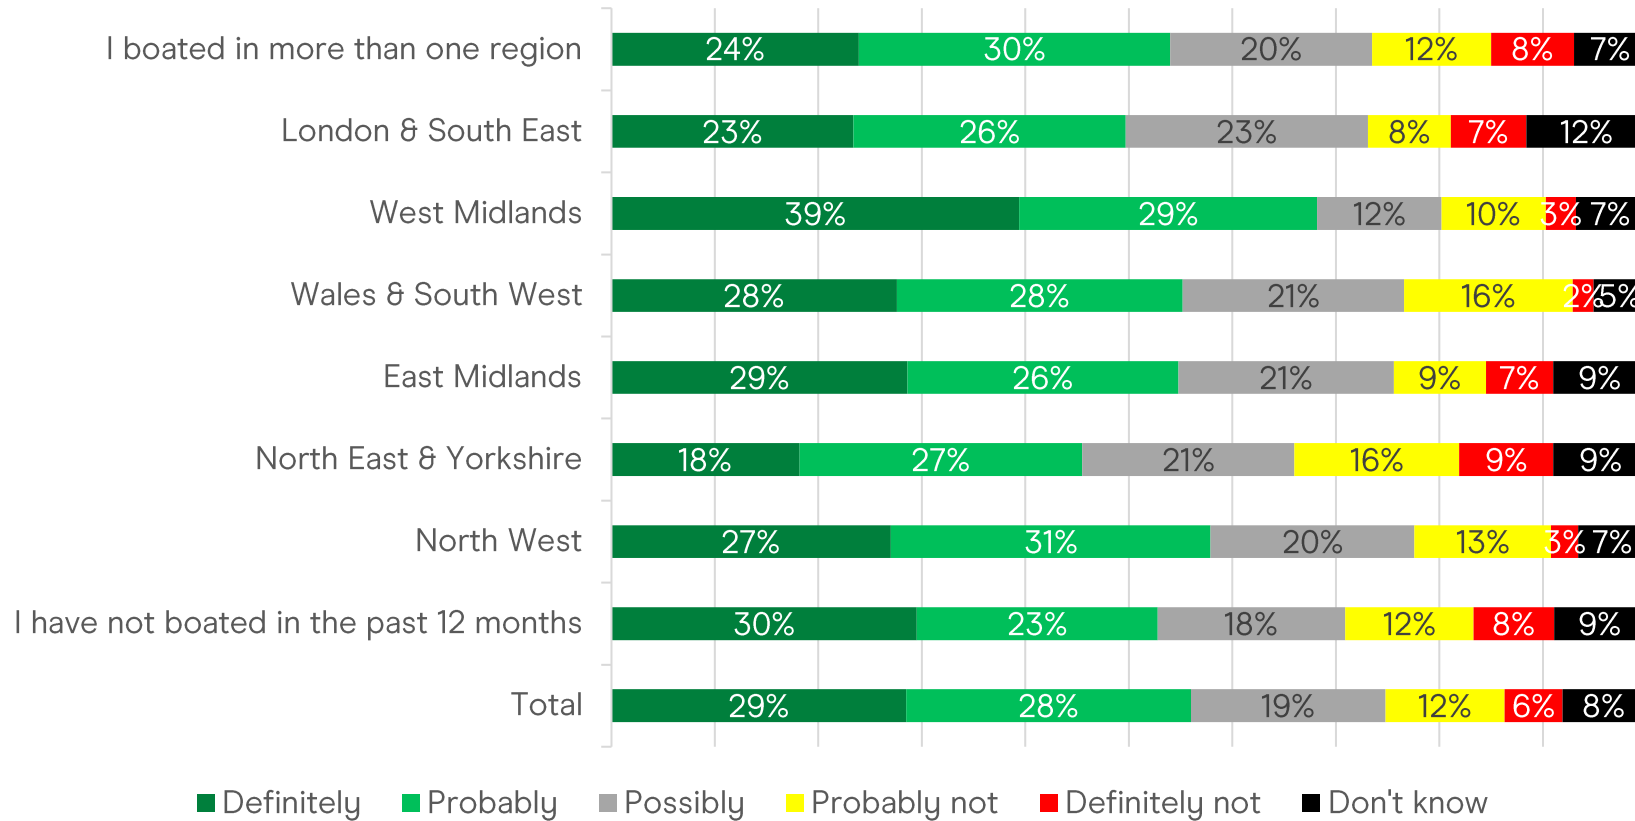 I boated in more than one region 24% 30% 20% 12% 8% 7%
London & South East 23% 26% 23% 8% 7% 12%
West Midlands 39% 29% 12% 10% 3% 7%
Wales & South West 28% 28% 21% 16% 2% 5%
East Midlands 29% 26% 21% 9% 7% 9%
North East & Yorkshire 18% 27% 21% 16% 9% 9%
North West 27% 31% 20% 13% 3% 7%
I have not boated in the past 12 months 30% 23% 18% 12% 8% 9%
Total 29% 28% 19% 12% 6% 8%
Definitely Probably Possibly Probably not Definitely not Don't know